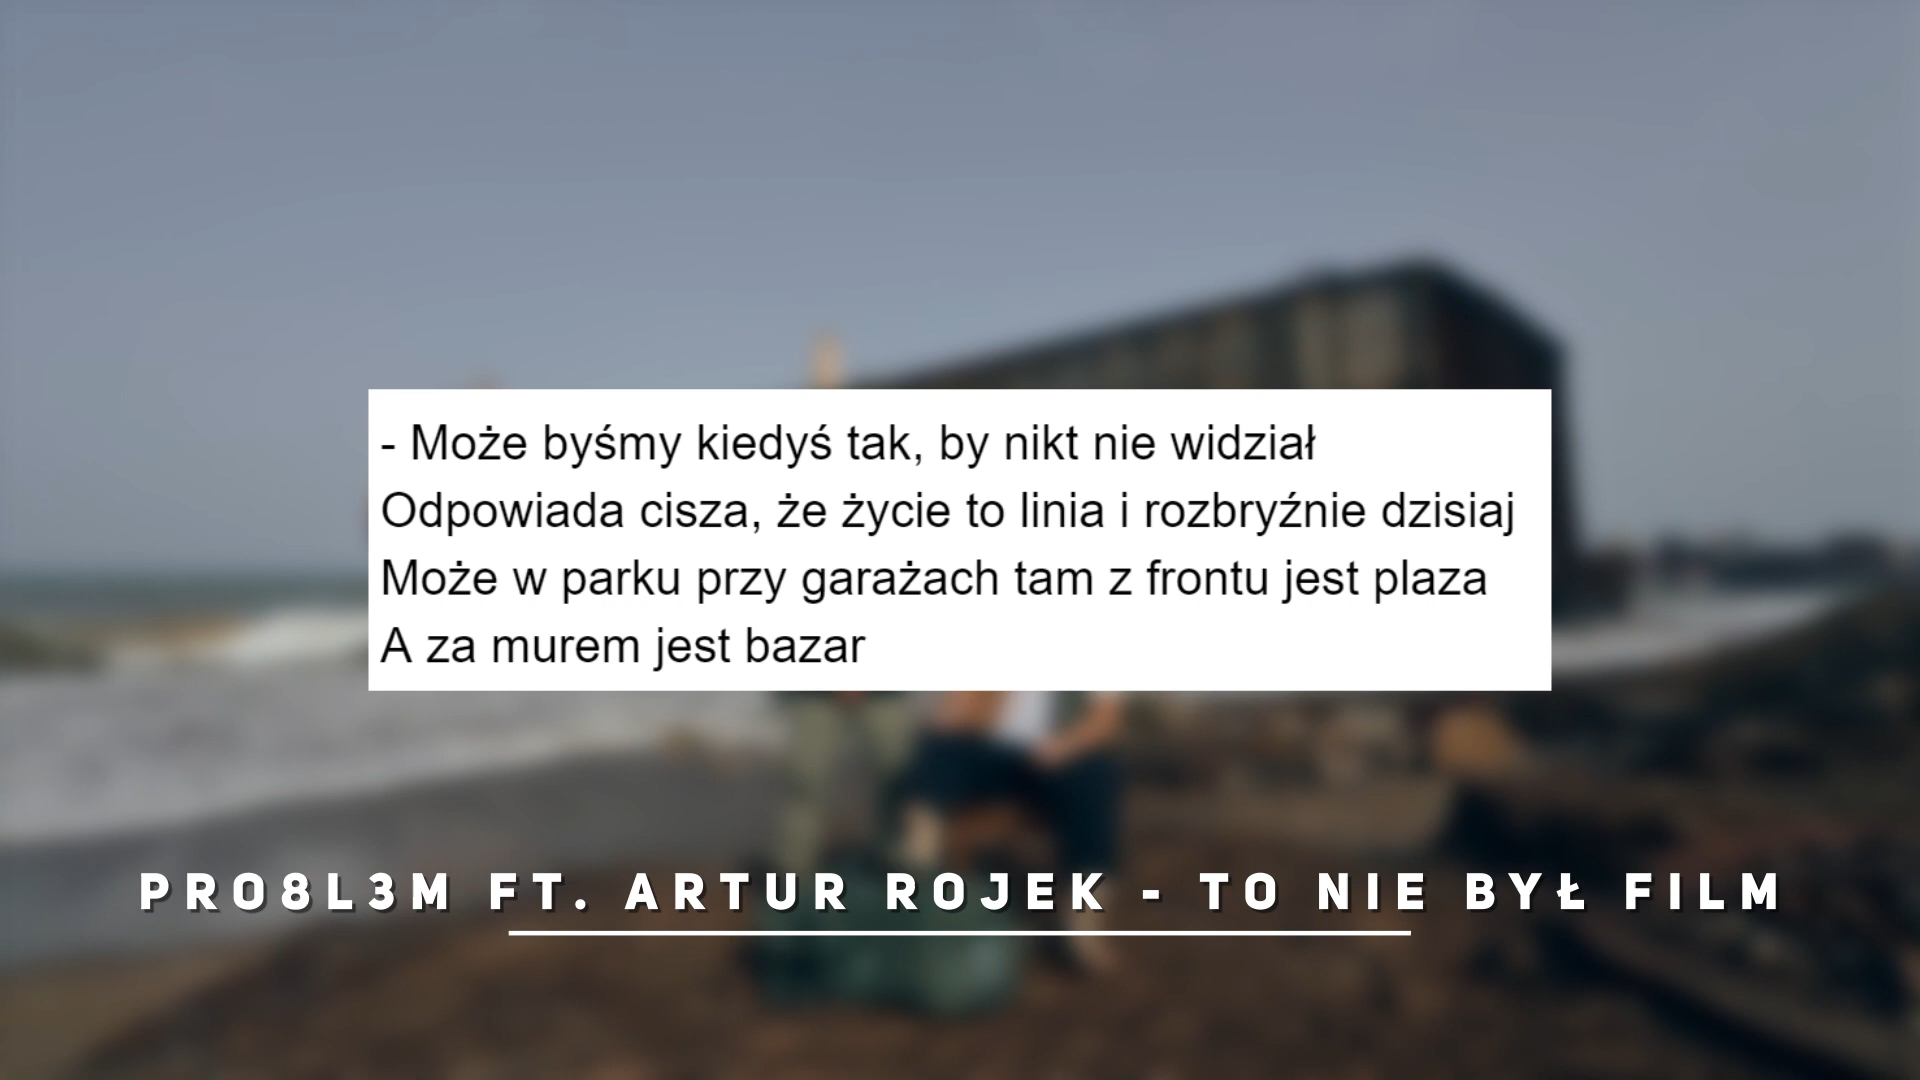 - Może byśmy kiedyś tak, by nikt nie widział
Odpowiada cisza, że życie to linia i rozbryźnie dzisiaj
Może w parku przy garażach tam z frontu jest plaza
A za murem jest bazar
PRO8L3M FT. ARTUR ROJEK - TO NIE BYŁ FILM